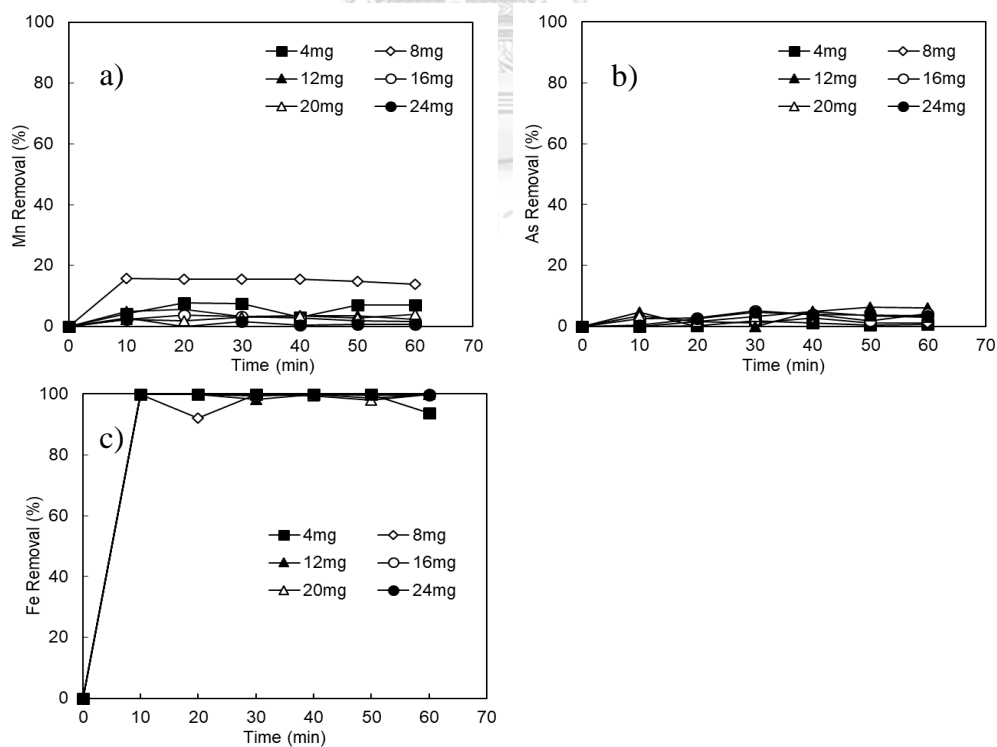 100
80
60
40
20
0
Mn Removal (%)
a)
4mg 8mg
12mg 16mg
20mg 24mg
0 10 20 30 40 50 60 70
Time (min)
100
80
60
40
20
0
As Removal (%)
b)
4mg 8mg
12mg 16mg
20mg 24mg
0 10 20 30 40 50 60 70
Time (min)
100
80
60
40
20
0
Fe Removal (%)
c)
4mg 8mg
12mg 16mg
20mg 24mg
0 10 20 30 40 50 60 70
Time (min)